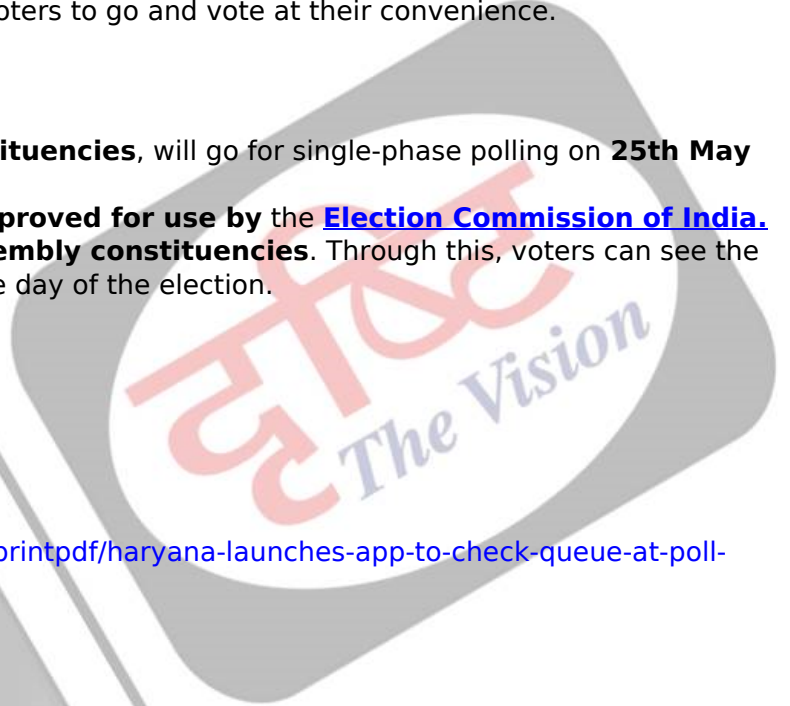 oters to go and vote at their convenience.
ituencies, will go for single-phase polling on 25th May
proved for use by the Election Commission of India.
embly constituencies. Through this, voters can see the
e day of the election.
दृष्टि
The Vision
printpdf/haryana-launches-app-to-check-queue-at-poll-